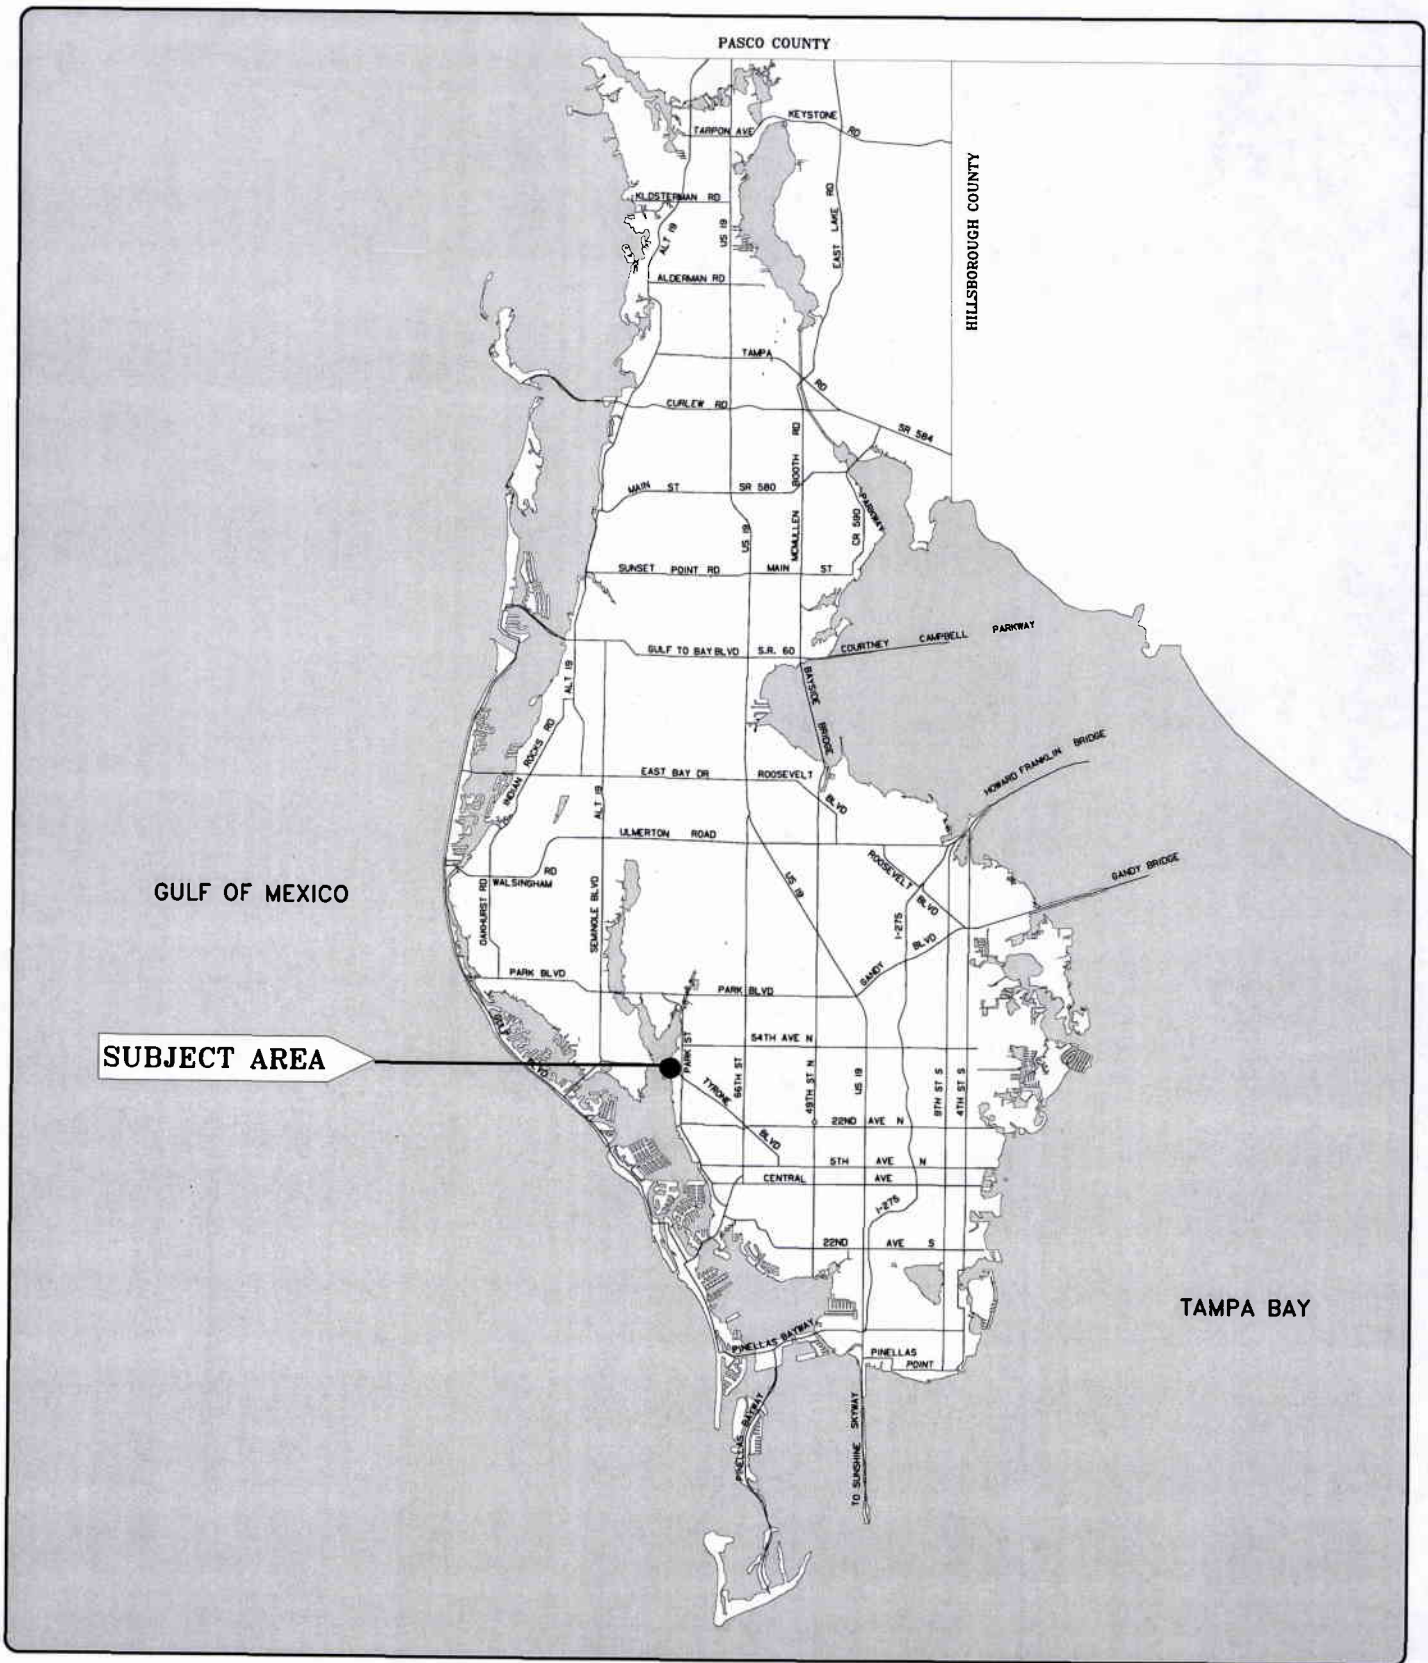 PASCO COUNTY
KEYSTONE RD
TARPON AVE
HILLSBOROUGH COUNTY
KLOSTERMAN RD
EAST LAKE RD
ALT 19
US 19
ALDERMAN RD
TAMPA RD
CURLEW RD
SR 584
BOOTH RD
MAIN ST
SR 580
PARKWAY
US 19
MCMULLEN
CR 590
SUNSET POINT RD
MAIN ST
COURTNEY CAMPBELL PARKWAY
GULF TO BAY BLVD
S.R. 60
ALT 19
BAYSIDE BRIDGE
INDIAN ROCKS RD
HOWARD FRANKLIN BRIDGE
EAST BAY DR
ROOSEVELT BLVD
ALT 19
ULMERTON ROAD
ROOSEVELT BLVD
GANDY BRIDGE
WALSINGHAM RD
US 19
GULF OF MEXICO
OAKHURST RD
SEMINOLE BLVD
I-275
GANDY BLVD
PARK BLVD
PARK BLVD
GULF BLVD
54TH AVE N
PARK ST
SUBJECT AREA
66TH ST
49TH ST N
US 19
9TH ST S
4TH ST S
TYRONE BLVD
22ND AVE N
5TH AVE N
CENTRAL AVE
I-275
22ND AVE S
TAMPA BAY
PINELLAS BAYWAY
PINELLAS POINT
PINELLAS BAYWAY
TO SUNSHINE SKYWAY